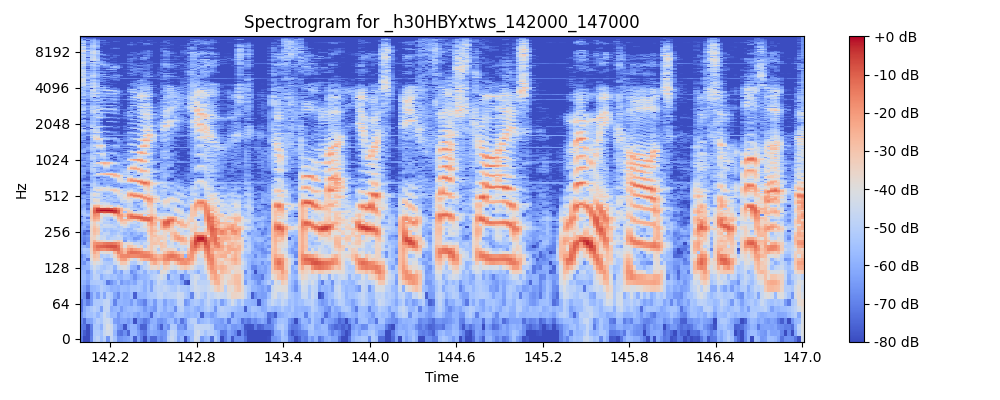 Spectrogram for _h30HBYxtws_142000_147000
Hz
8192
4096
2048
1024
512
256
128
64
0
142.2 142.8 143.4 144.0 144.6 145.2 145.8 146.4 147.0
Time
+0 dB
-10 dB
-20 dB
-30 dB
-40 dB
-50 dB
-60 dB
-70 dB
-80 dB